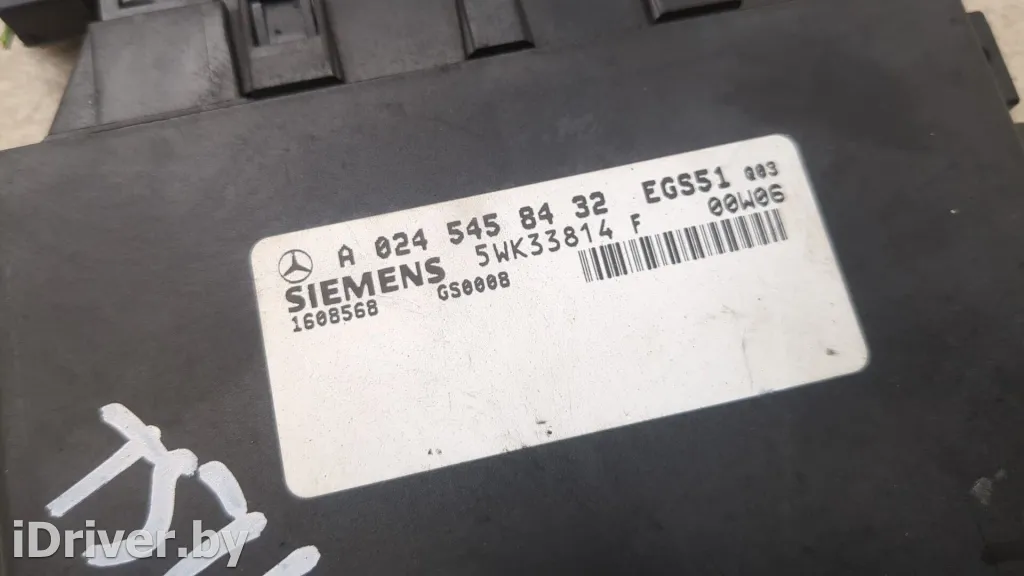 A 024 545 84 32 EGS51 Q03
SIEMENS 5WK33814 F 00W06
1608568 GS0008
iDriver.by